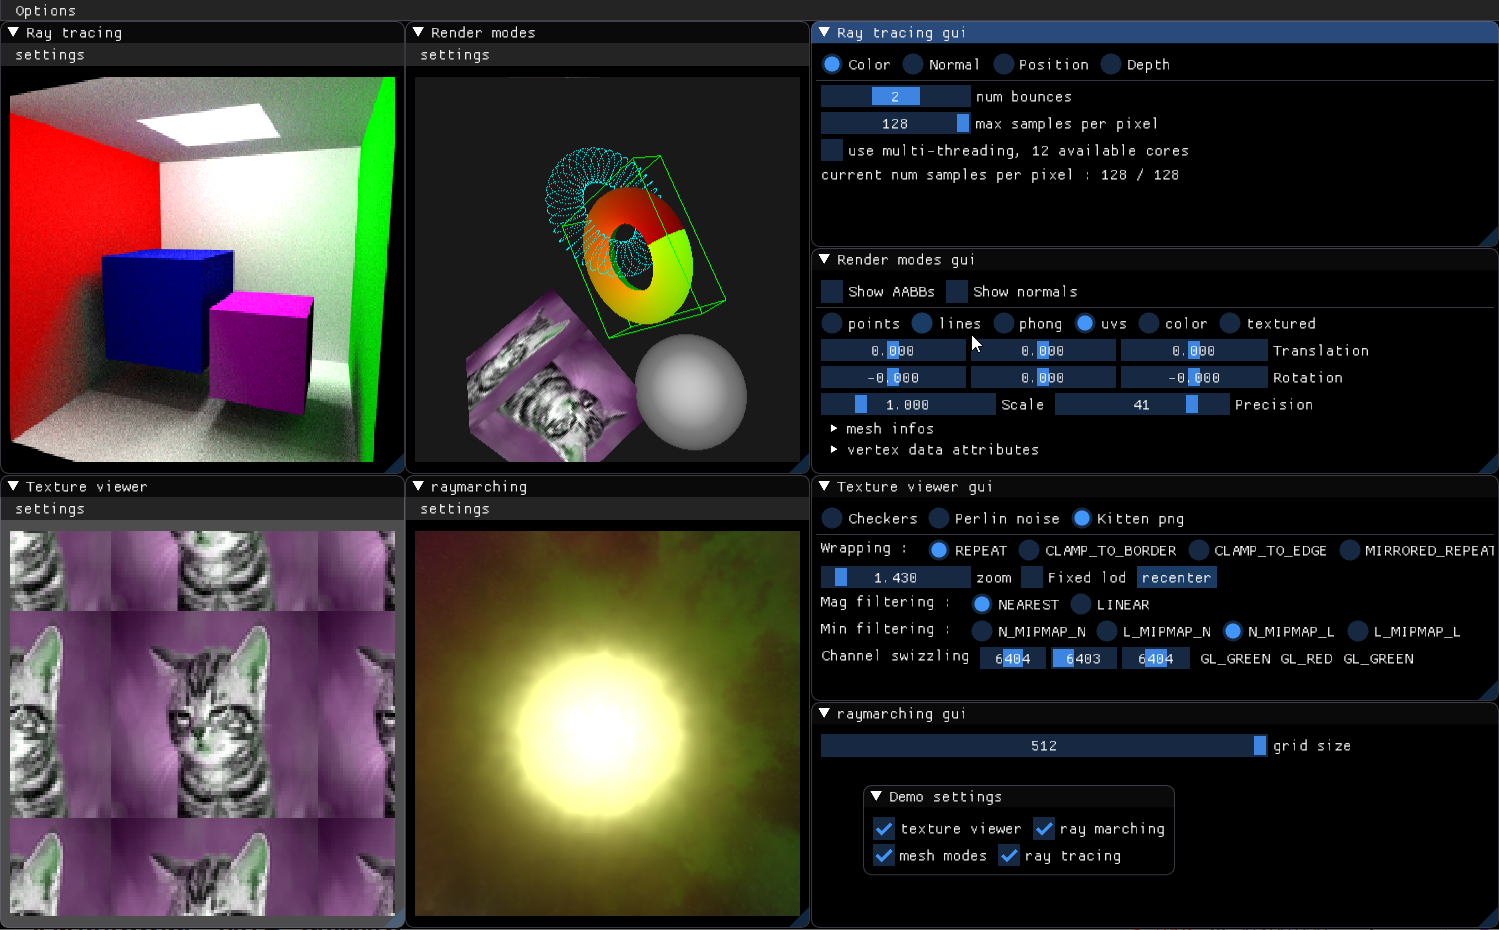 Options
Ray tracing
settings
Render modes
settings
Ray tracing gui
Color Normal Position Depth
2 num bounces
128 max samples per pixel
use multi-threading, 12 available cores
current num samples per pixel : 128 / 128
Render modes gui
Show AABBs Show normals
points lines phong uvs color textured
0.000 0.000 0.000 Translation
-0.000 0.000 -0.000 Rotation
1.000 Scale 41 Precision
mesh infos
vertex data attributes
Texture viewer
settings
raymarching
settings
Texture viewer gui
Checkers Perlin noise Kitten png
Wrapping : REPEAT CLAMP_TO_BORDER CLAMP_TO_EDGE MIRRORED_REPEAT
1.430 zoom Fixed lod recenter
Mag filtering : NEAREST LINEAR
Min filtering : N_MIPMAP_N L_MIPMAP_N N_MIPMAP_L L_MIPMAP_L
Channel swizzling 6404 6403 6404 GL_GREEN GL_RED GL_GREEN
raymarching gui
512 grid size
Demo settings
texture viewer ray marching
mesh modes ray tracing